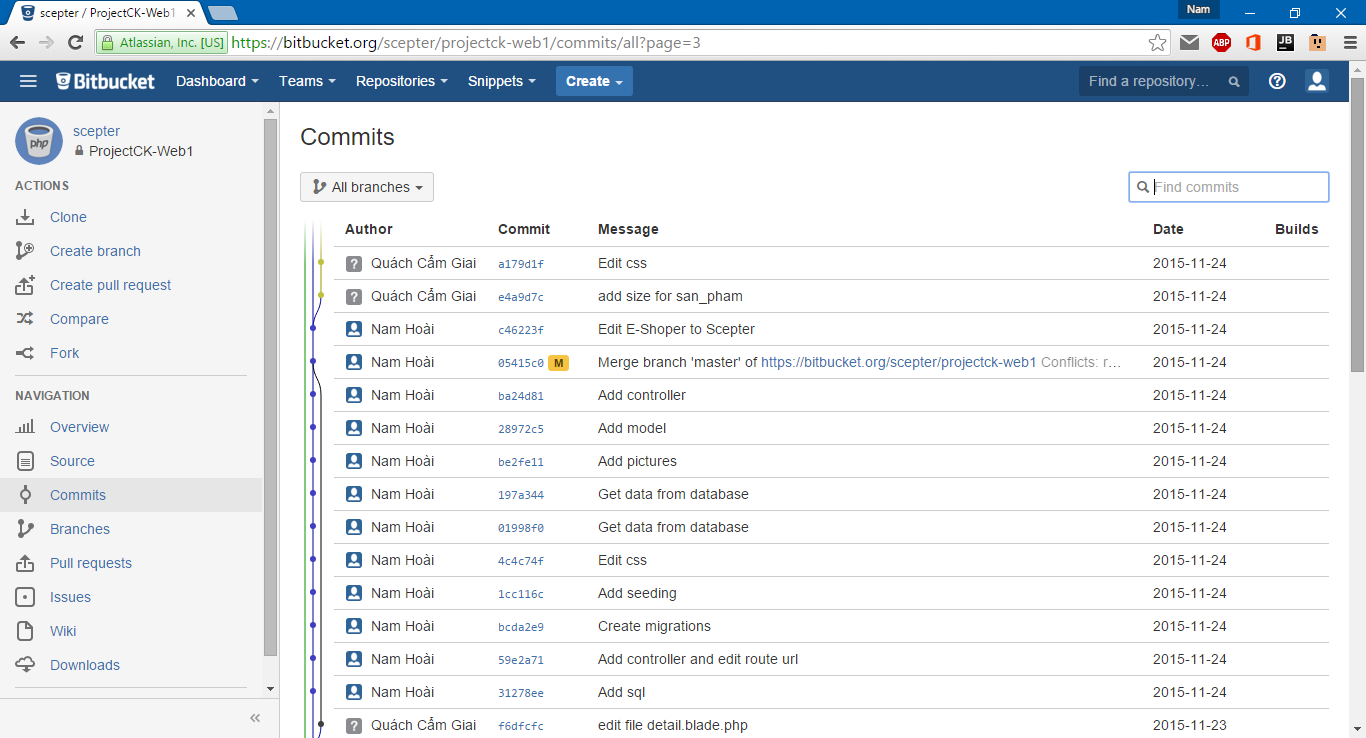 scepter / ProjectCK-Web1
Nam
Atlassian, Inc. [US] https://bitbucket.org/scepter/projectck-web1/commits/all?page=3
ABP
JB
Bitbucket Dashboard Teams Repositories Snippets Create Find a repository…
php
scepter
ProjectCK-Web1
ACTIONS
Clone
Create branch
Create pull request
Compare
Fork
NAVIGATION
Overview
Source
Commits
Branches
Pull requests
Issues
Wiki
Downloads
Commits
All branches Find commits
Author Commit Message Date Builds
? Quách Cẩm Giai a179d1f Edit css 2015-11-24
? Quách Cẩm Giai e4a9d7c add size for san_pham 2015-11-24
Nam Hoài c46223f Edit E-Shoper to Scepter 2015-11-24
Nam Hoài 05415c0 M Merge branch 'master' of https://bitbucket.org/scepter/projectck-web1 Conflicts: r… 2015-11-24
Nam Hoài ba24d81 Add controller 2015-11-24
Nam Hoài 28972c5 Add model 2015-11-24
Nam Hoài be2fe11 Add pictures 2015-11-24
Nam Hoài 197a344 Get data from database 2015-11-24
Nam Hoài 01998f0 Get data from database 2015-11-24
Nam Hoài 4c4c74f Edit css 2015-11-24
Nam Hoài 1cc116c Add seeding 2015-11-24
Nam Hoài bcda2e9 Create migrations 2015-11-24
Nam Hoài 59e2a71 Add controller and edit route url 2015-11-24
Nam Hoài 31278ee Add sql 2015-11-24
? Quách Cẩm Giai f6dfcfc edit file detail.blade.php 2015-11-23